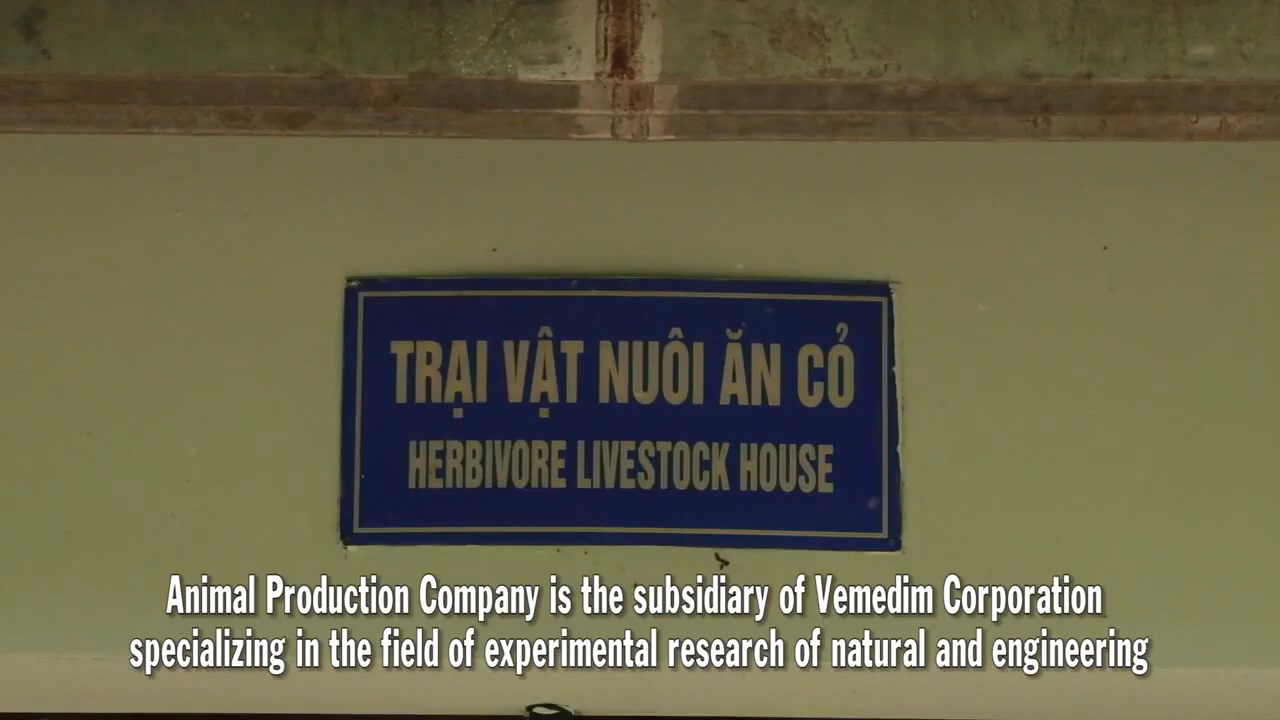 TRẠI VẬT NUÔI ĂN CỎ
HERBIVORE LIVESTOCK HOUSE
Animal Production Company is the subsidiary of Vemedim Corporation
specializing in the field of experimental research of natural and engineering